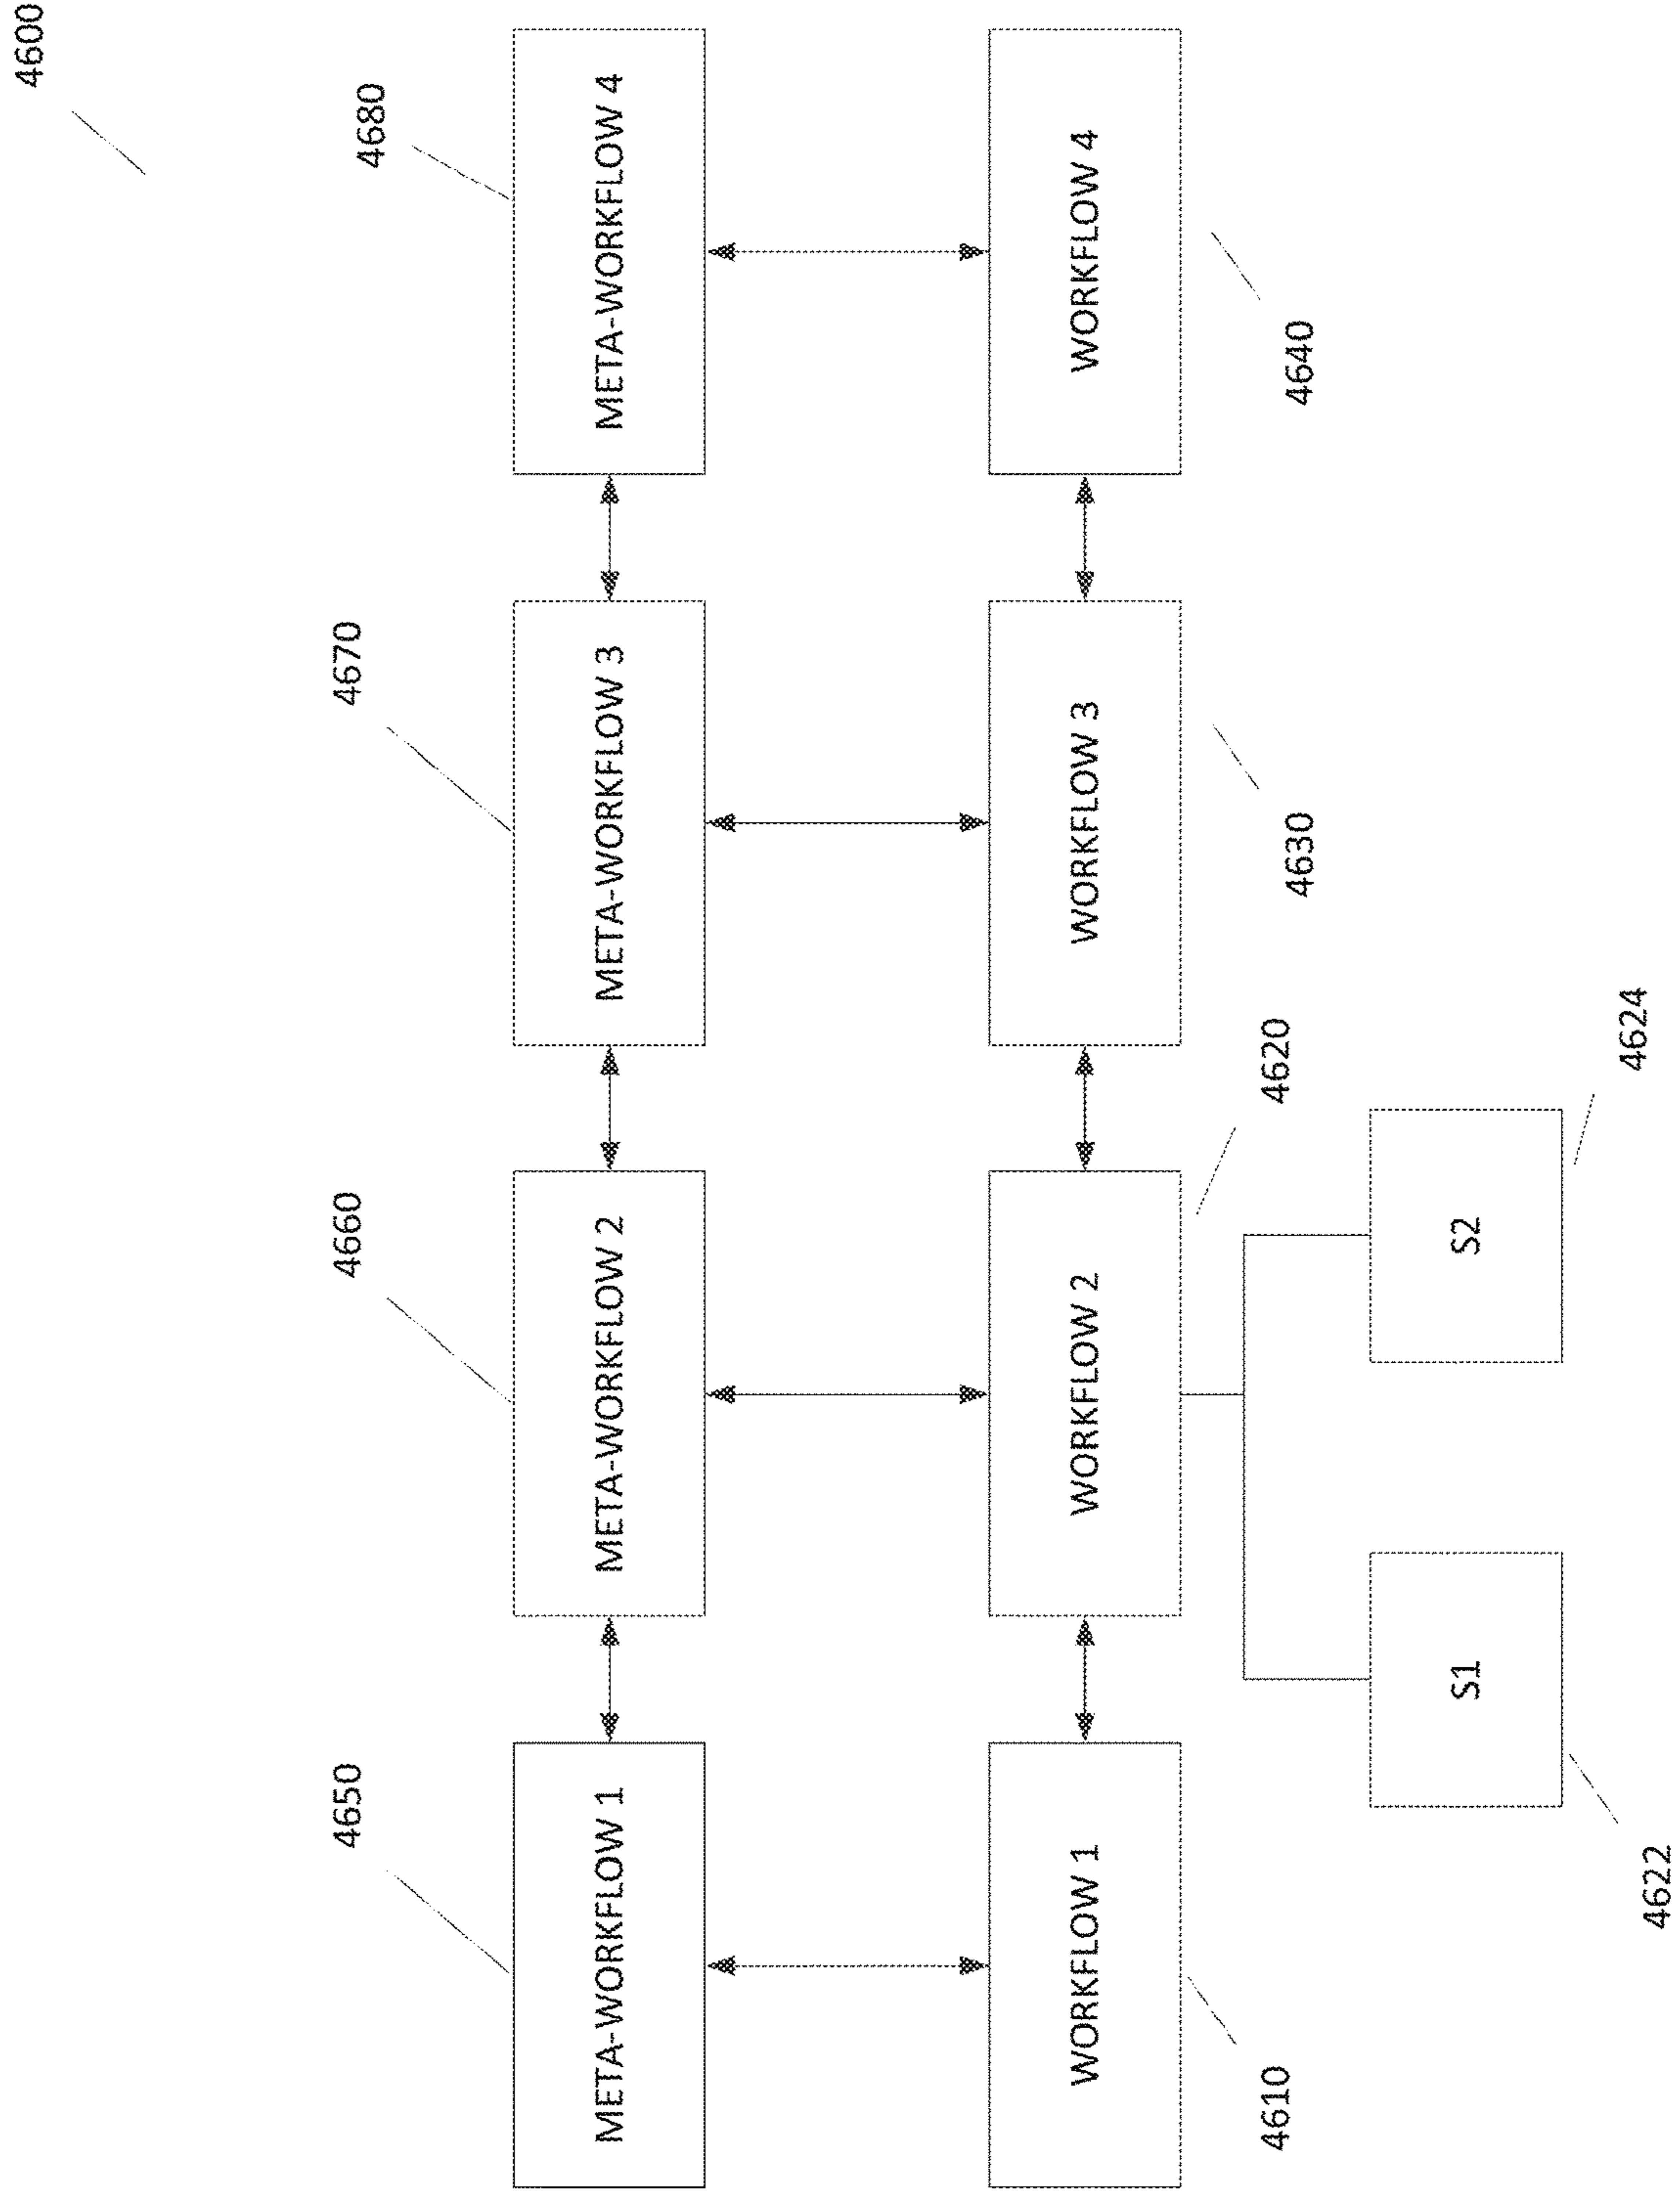 4600
4650
4660
4670
4680
META-WORKFLOW 1
META-WORKFLOW 2
META-WORKFLOW 3
META-WORKFLOW 4
WORKFLOW 1
WORKFLOW 2
WORKFLOW 3
WORKFLOW 4
4610
4620
4630
4640
S1
S2
4622
4624